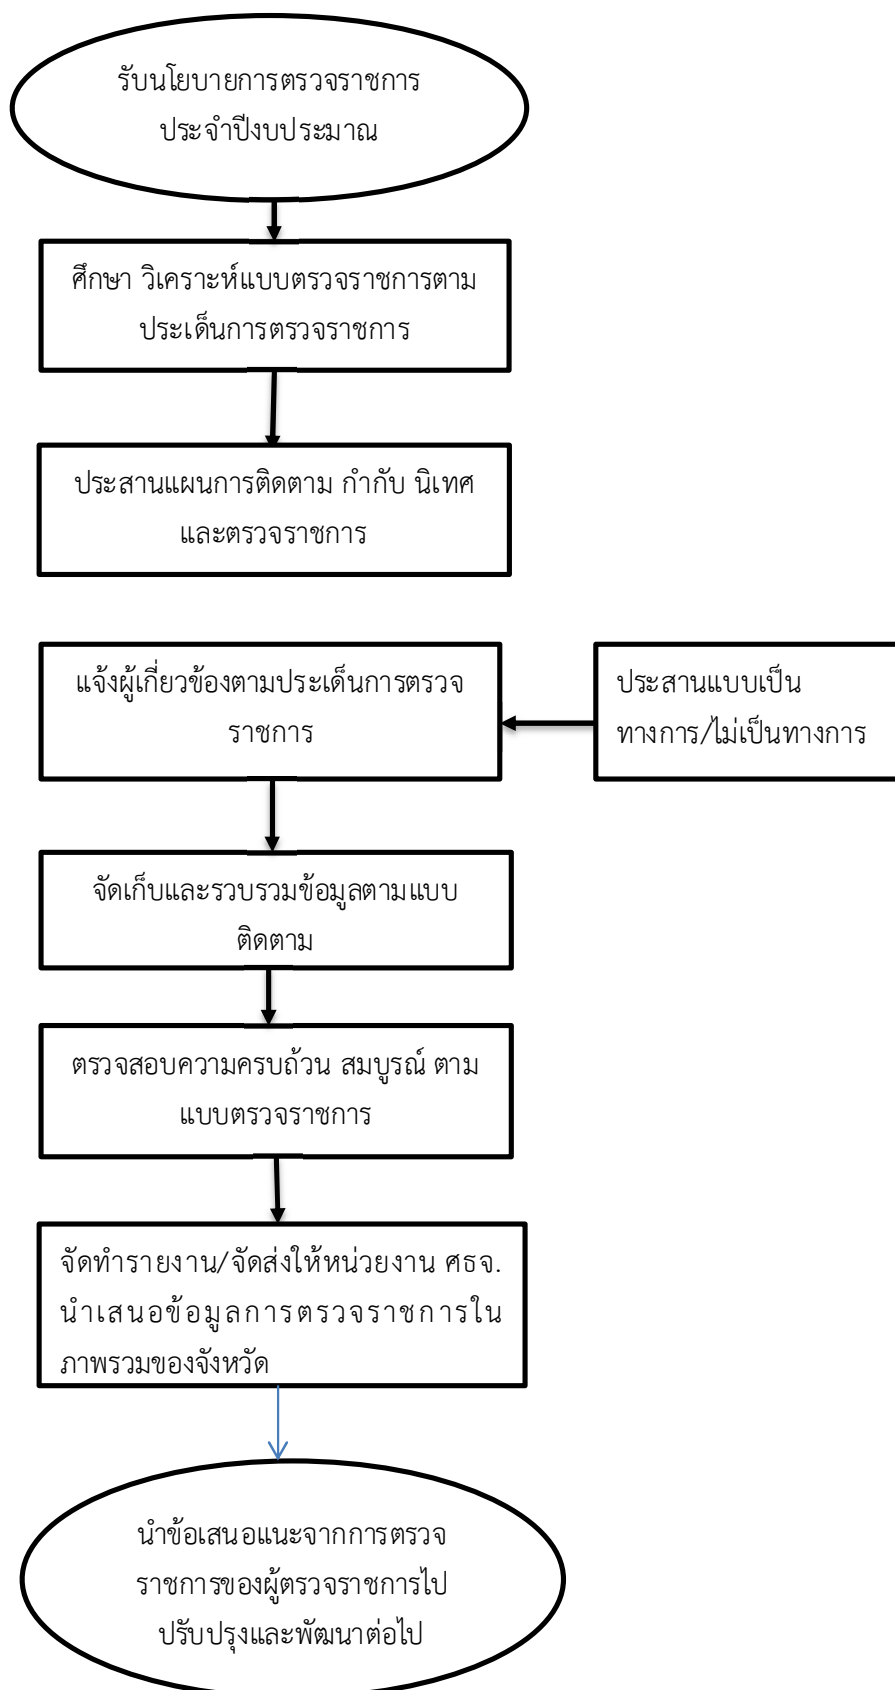 รับนโยบายการตรวจราชการ
ประจำปีงบประมาณ
ศึกษา วิเคราะห์แบบตรวจราชการตาม
ประเด็นการตรวจราชการ
ประสานแผนการติดตาม กำกับ นิเทศ
และตรวจราชการ
แจ้งผู้เกี่ยวข้องตามประเด็นการตรวจ
ราชการ
ประสานแบบเป็น
ทางการ/ไม่เป็นทางการ
จัดเก็บและรวบรวมข้อมูลตามแบบ
ติดตาม
ตรวจสอบความครบถ้วน สมบูรณ์ ตาม
แบบตรวจราชการ
จัดทำรายงาน/จัดส่งให้หน่วยงาน ศธจ.
นำเสนอข้อมูลการตรวจราชการใน
ภาพรวมของจังหวัด
นำข้อเสนอแนะจากการตรวจ
ราชการของผู้ตรวจราชการไป
ปรับปรุงและพัฒนาต่อไป